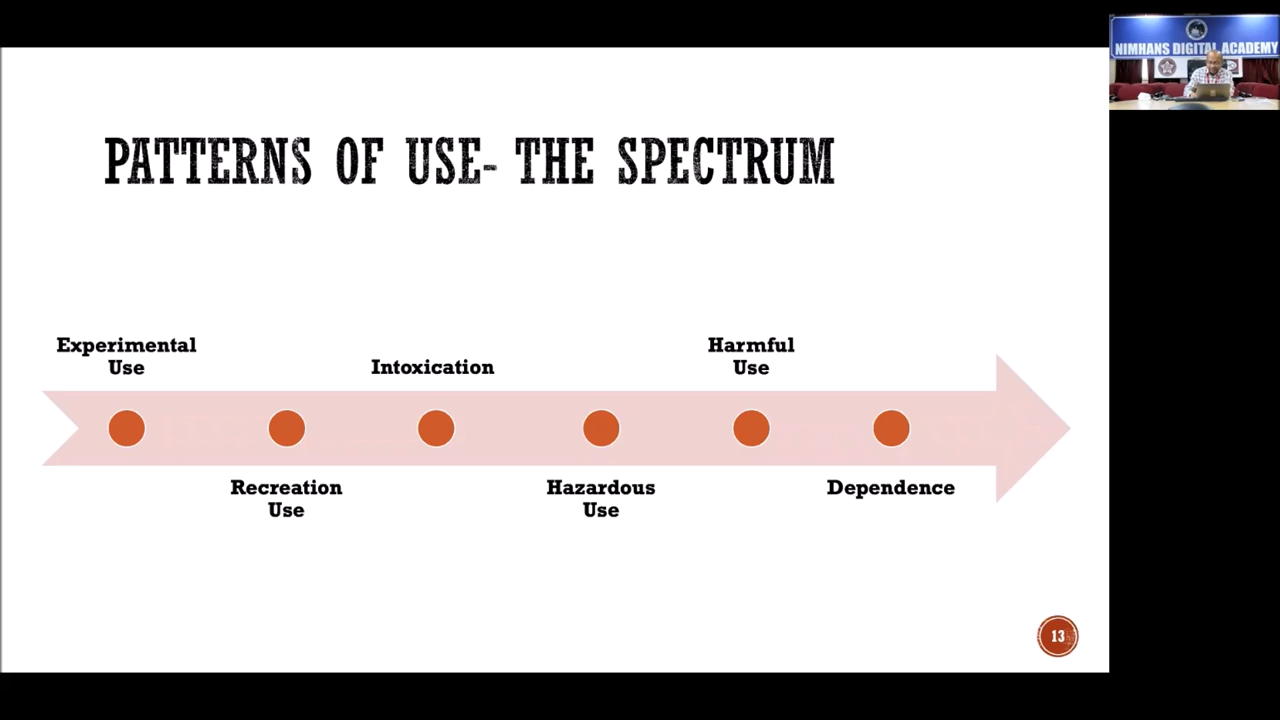 NIMHANS DIGITAL ACADEMY
PATTERNS OF USE- THE SPECTRUM
Experimental
Use
Recreation
Use
Intoxication
Hazardous
Use
Harmful
Use
Dependence
13